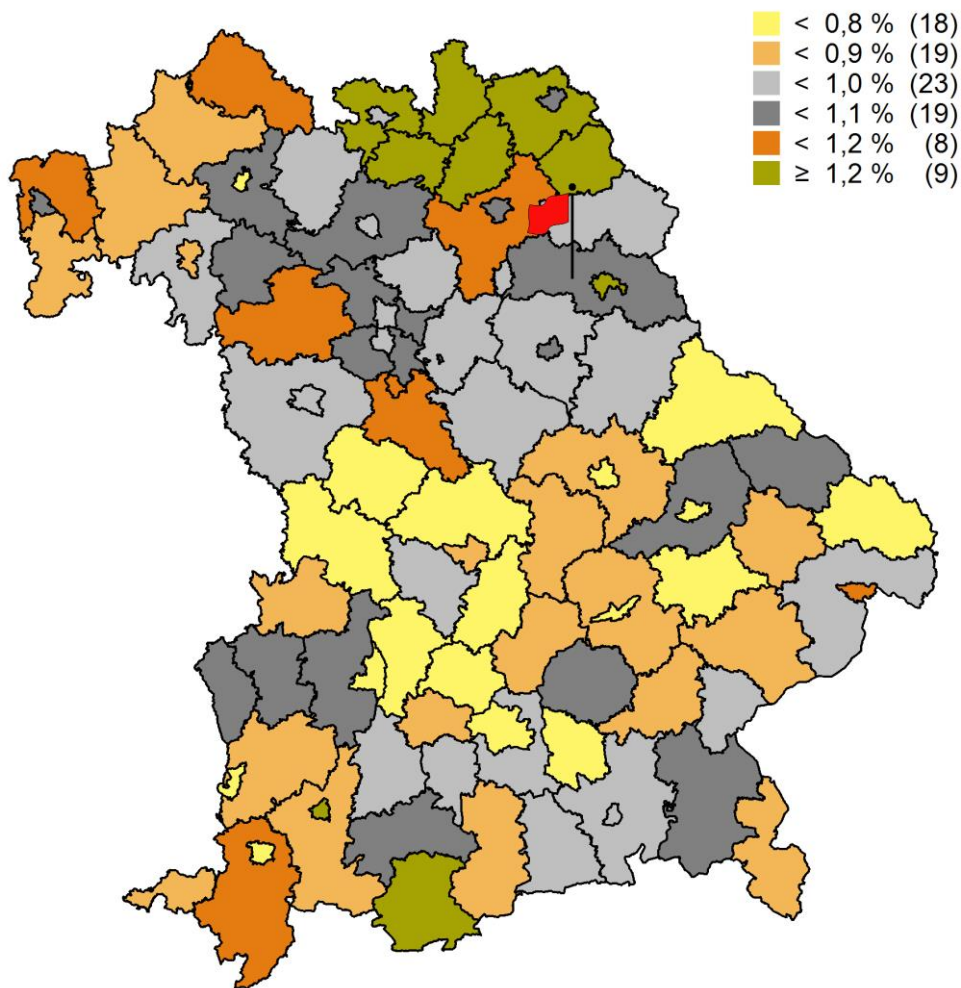 < 0,8 % (18)
< 0,9 % (19)
< 1,0 % (23)
< 1,1 % (19)
< 1,2 % (8)
≥ 1,2 % (9)